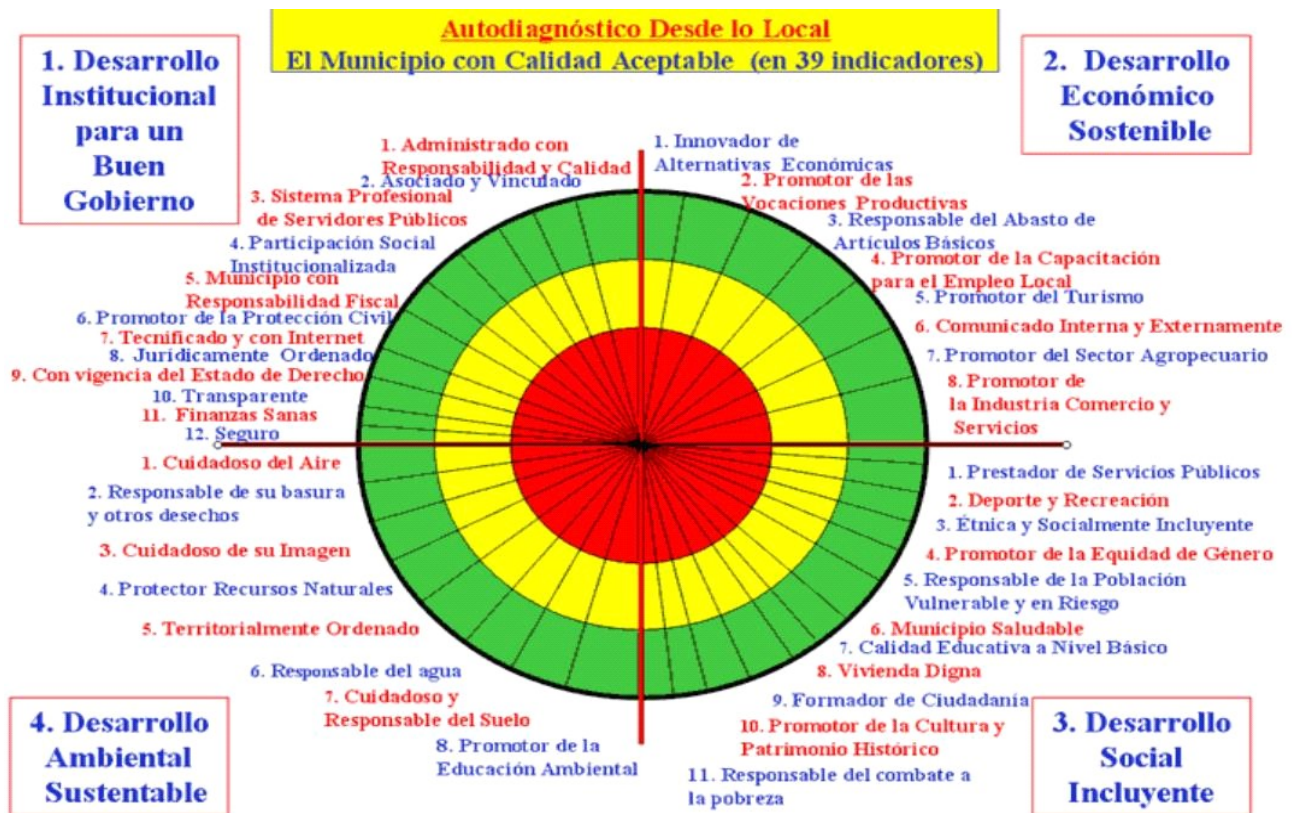 Autodiagnóstico Desde lo Local
El Municipio con Calidad Aceptable (en 39 indicadores)
1. Desarrollo
Institucional
para un
Buen
Gobierno
1. Administrado con
Responsabilidad y Calidad
2. Asociado y Vinculado
3. Sistema Profesional
de Servidores Públicos
4. Participación Social
Institucionalizada
5. Municipio con
Responsabilidad Fiscal
6. Promotor de la Protección Civil
7. Tecnificado y con Internet
8. Jurídicamente Ordenado
9. Con vigencia del Estado de Derecho
10. Transparente
11. Finanzas Sanas
12. Seguro
2. Desarrollo
Económico
Sostenible
1. Innovador de
Alternativas Económicas
2. Promotor de las
Vocaciones Productivas
3. Responsable del Abasto de
Artículos Básicos
4. Promotor de la Capacitación
para el Empleo Local
5. Promotor del Turismo
6. Comunicado Interna y Externamente
7. Promotor del Sector Agropecuario
8. Promotor de
la Industria Comercio y
Servicios
1. Prestador de Servicios Públicos
2. Deporte y Recreación
3. Étnica y Socialmente Incluyente
4. Promotor de la Equidad de Género
5. Responsable de la Población
Vulnerable y en Riesgo
6. Municipio Saludable
7. Calidad Educativa a Nivel Básico
8. Vivienda Digna
9. Formador de Ciudadanía
10. Promotor de la Cultura y
Patrimonio Histórico
11. Responsable del combate a
la pobreza
3. Desarrollo
Social
Incluyente
1. Cuidadoso del Aire
2. Responsable de su basura
y otros desechos
3. Cuidadoso de su Imagen
4. Protector Recursos Naturales
5. Territorialmente Ordenado
6. Responsable del agua
7. Cuidadoso y
Responsable del Suelo
8. Promotor de la
Educación Ambiental
4. Desarrollo
Ambiental
Sustentable